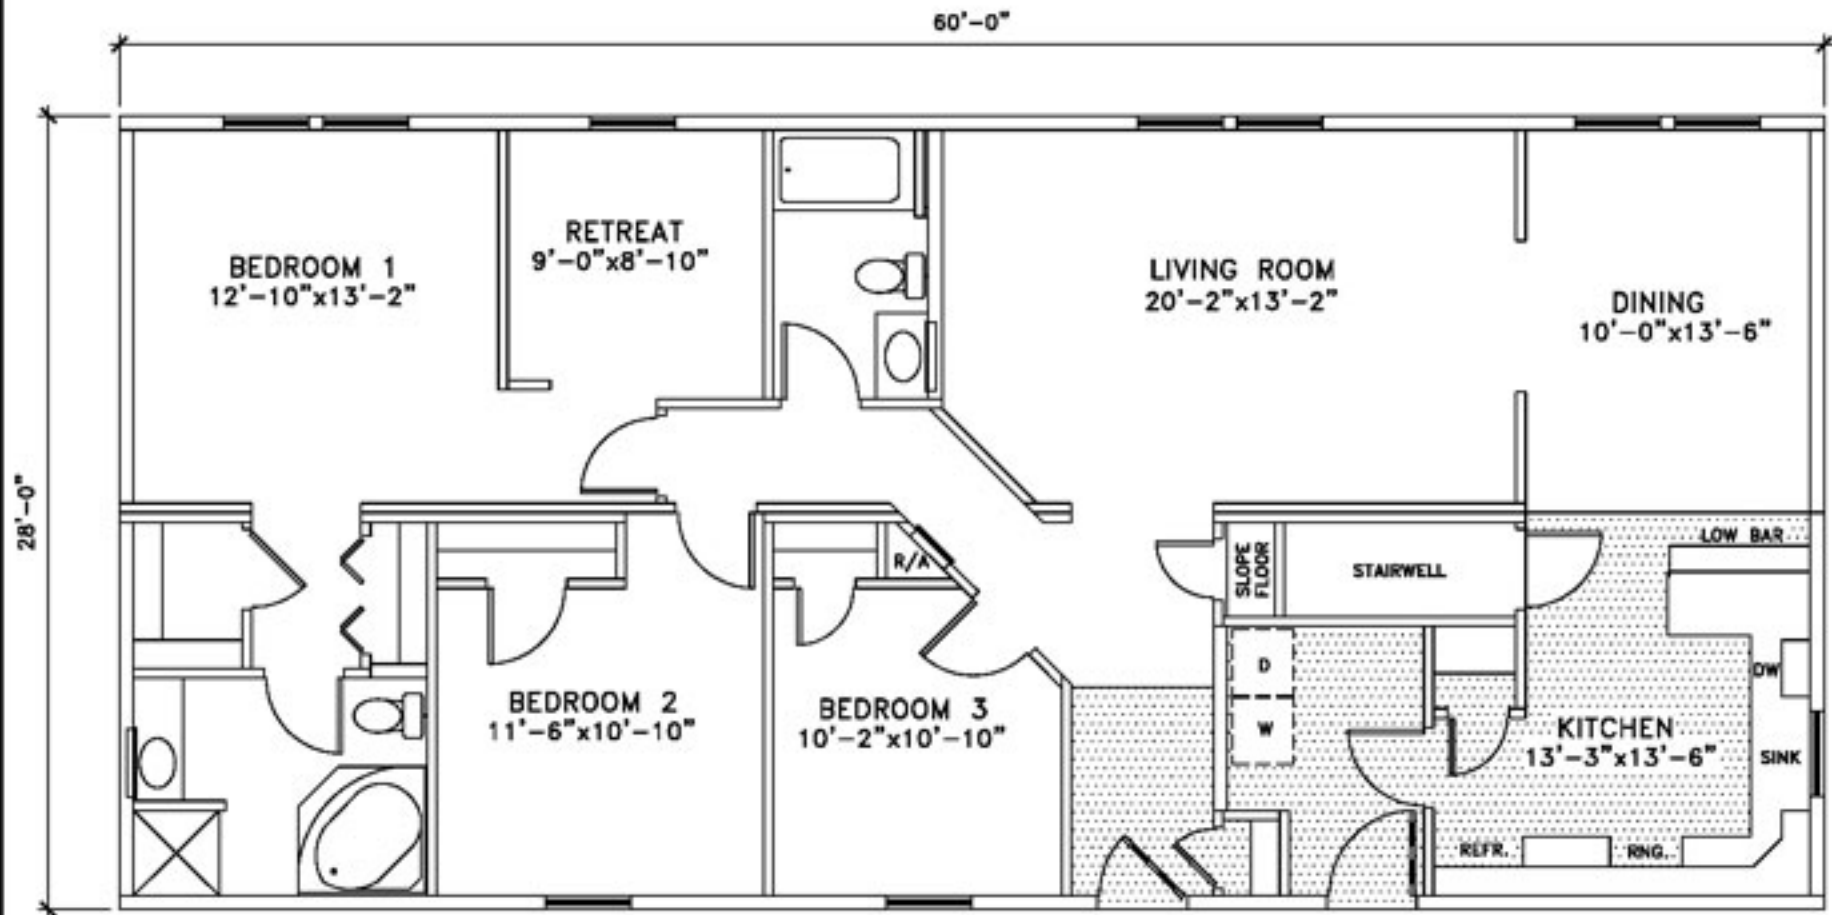 60'-0"
28'-0"
BEDROOM 1
12'-10"x13'-2"
RETREAT
9'-0"x8'-10"
LIVING ROOM
20'-2"x13'-2"
DINING
10'-0"x13'-6"
R/A
SLOPE
FLOOR
STAIRWELL
LOW BAR
D
W
DW
BEDROOM 2
11'-6"x10'-10"
BEDROOM 3
10'-2"x10'-10"
KITCHEN
13'-3"x13'-6"
SINK
REFR.
RNG.